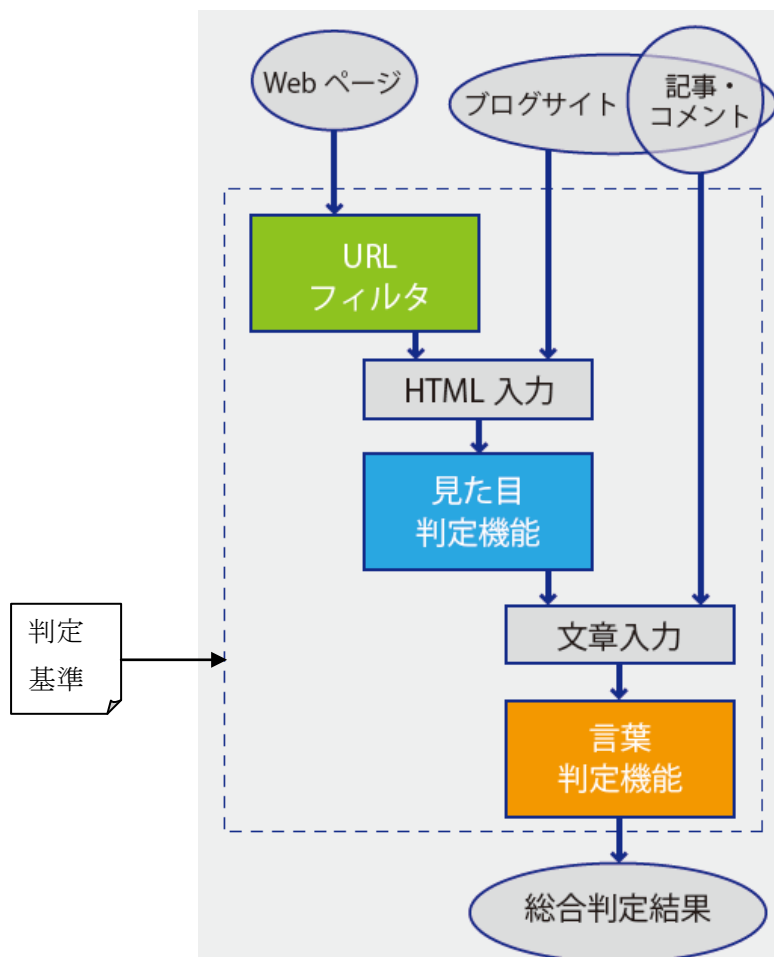 Web ページ
ブログサイト
記事・
コメント
URL
フィルタ
HTML 入力
見た目
判定機能
文章入力
判定
基準
言葉
判定機能
総合判定結果